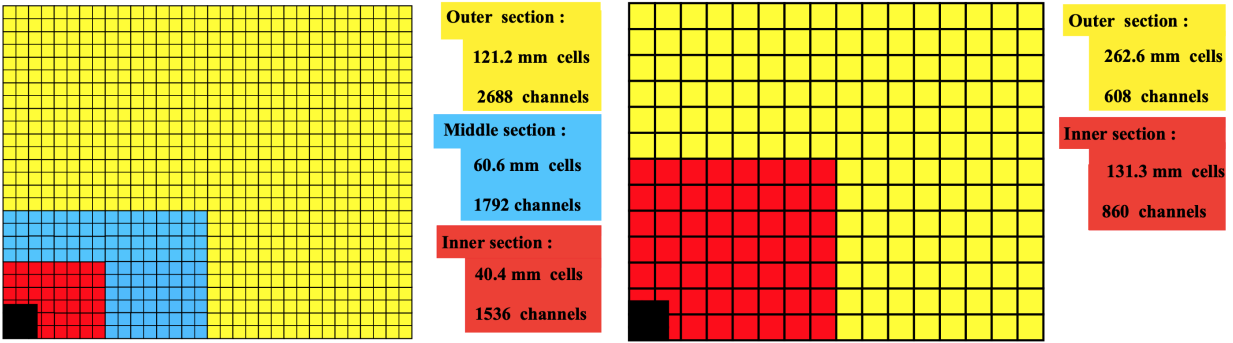 Outer section :
121.2 mm cells
2688 channels
Middle section :
60.6 mm cells
1792 channels
Inner section :
40.4 mm cells
1536 channels
Outer section :
262.6 mm cells
608 channels
Inner section :
131.3 mm cells
860 channels